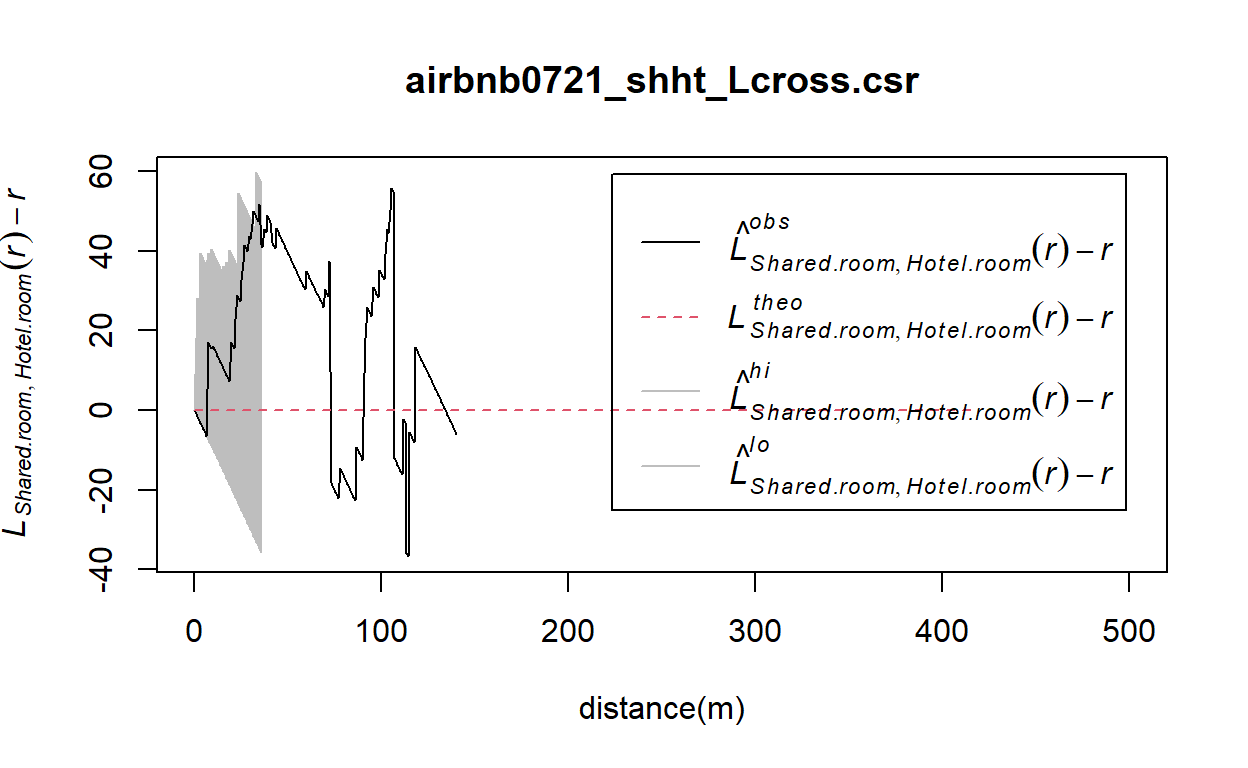 airbnb0721_shht_Lcross.csr
L Shared.room, Hotel.room(r) − r
60
40
20
0
-20
-40
L̂ obs Shared.room, Hotel.room(r) − r
L theo Shared.room, Hotel.room(r) − r
L̂ hi Shared.room, Hotel.room(r) − r
L̂ lo Shared.room, Hotel.room(r) − r
0 100 200 300 400 500
distance(m)